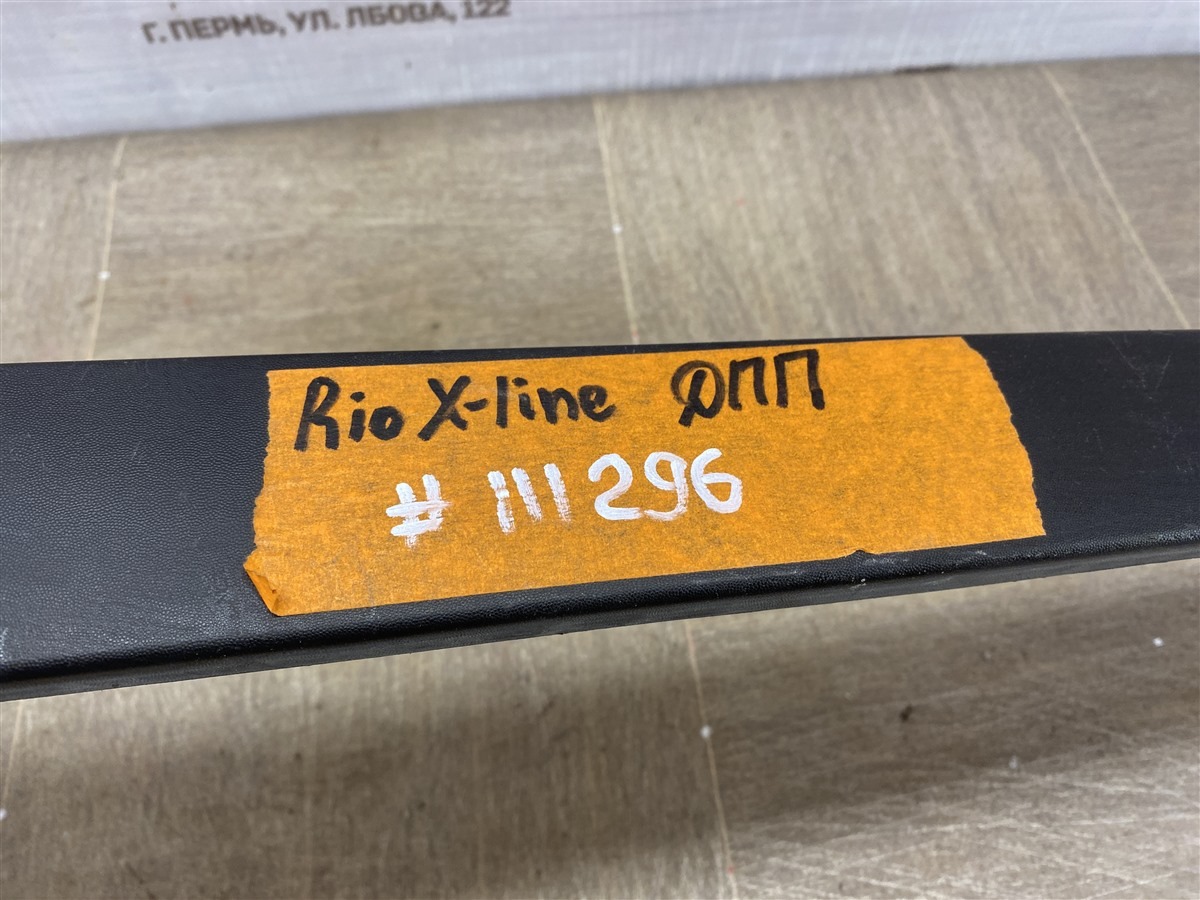 Г. ПЕРМЬ, УЛ. ЛБОВА, 122
Rio X-line ДПП
# 111296